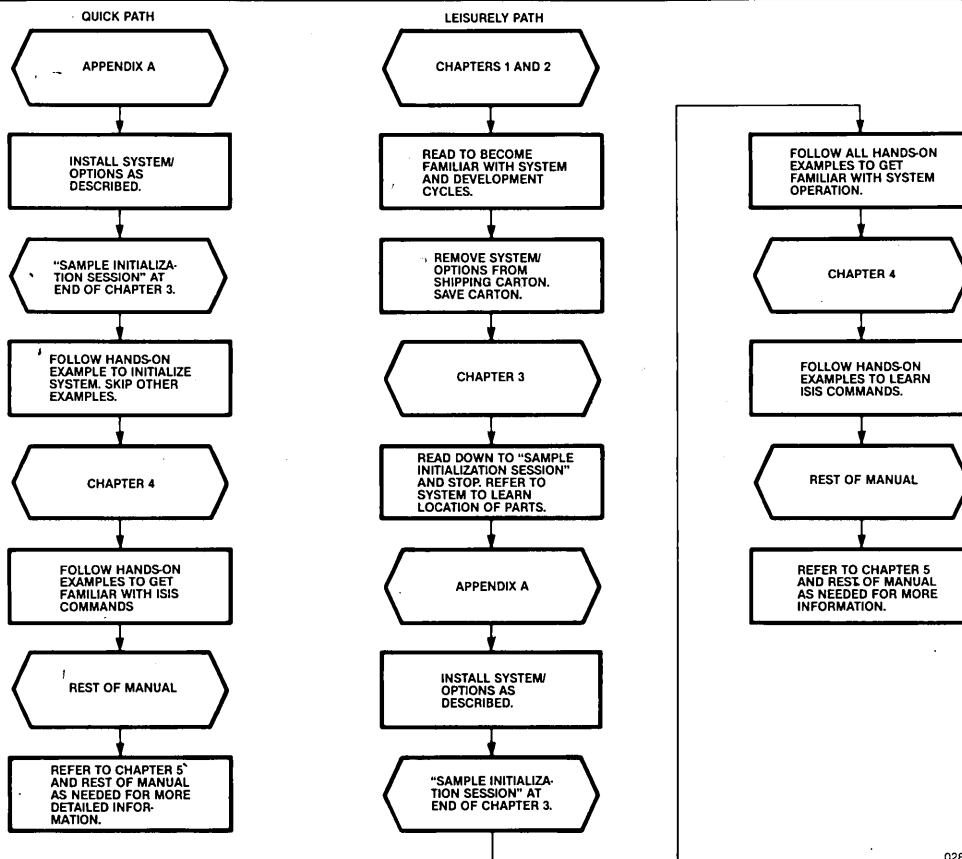 QUICK PATH
APPENDIX A
INSTALL SYSTEM/
OPTIONS AS
DESCRIBED.
"SAMPLE INITIALIZA-
TION SESSION" AT
END OF CHAPTER 3.
FOLLOW HANDS-ON
EXAMPLE TO INITIALIZE
SYSTEM. SKIP OTHER
EXAMPLES.
CHAPTER 4
FOLLOW HANDS-ON
EXAMPLES TO GET
FAMILIAR WITH ISIS
COMMANDS
REST OF MANUAL
REFER TO CHAPTER 5
AND REST OF MANUAL
AS NEEDED FOR MORE
DETAILED INFOR-
MATION.
LEISURELY PATH
CHAPTERS 1 AND 2
READ TO BECOME
FAMILIAR WITH SYSTEM
AND DEVELOPMENT
CYCLES.
REMOVE SYSTEM/
OPTIONS FROM
SHIPPING CARTON.
SAVE CARTON.
CHAPTER 3
READ DOWN TO "SAMPLE
INITIALIZATION SESSION"
AND STOP. REFER TO
SYSTEM TO LEARN
LOCATION OF PARTS.
APPENDIX A
INSTALL SYSTEM/
OPTIONS AS
DESCRIBED.
"SAMPLE INITIALIZA-
TION SESSION" AT
END OF CHAPTER 3.
FOLLOW ALL HANDS-ON
EXAMPLES TO GET
FAMILIAR WITH SYSTEM
OPERATION.
CHAPTER 4
FOLLOW HANDS-ON
EXAMPLES TO LEARN
ISIS COMMANDS.
REST OF MANUAL
REFER TO CHAPTER 5
AND REST OF MANUAL
AS NEEDED FOR MORE
INFORMATION.